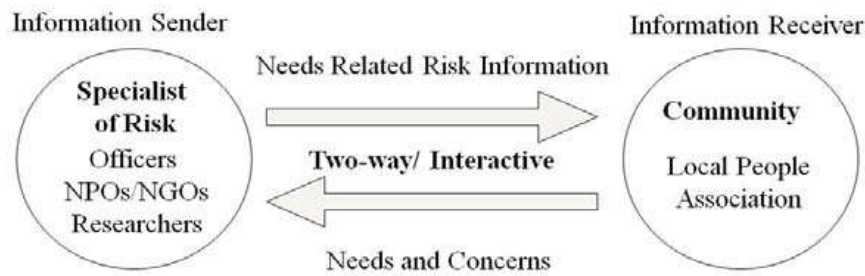 Information Sender
Specialist
of Risk
Officers
NPOs/NGOs
Researchers
Needs Related Risk Information
Two-way/ Interactive
Needs and Concerns
Information Receiver
Community
Local People
Association